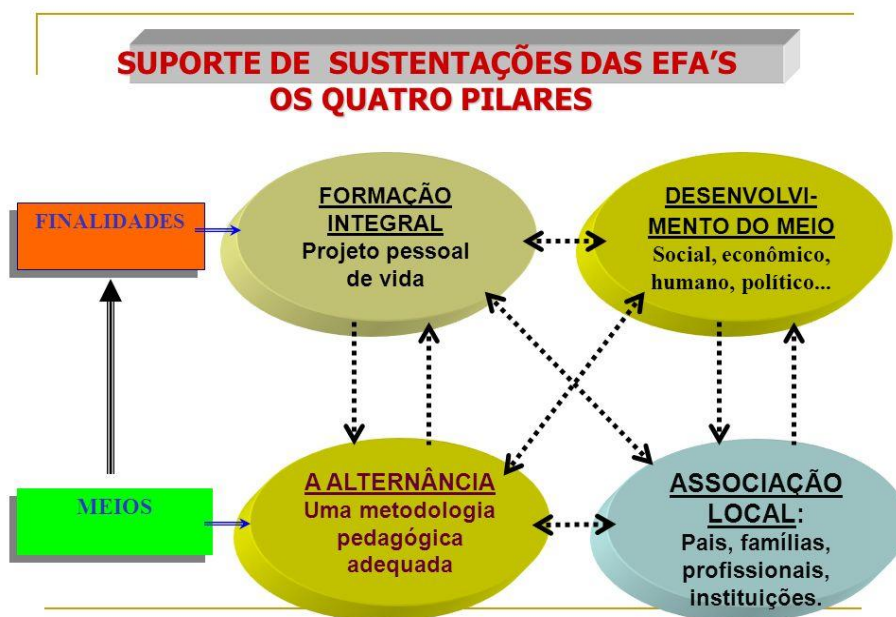 SUPORTE DE SUSTENTAÇÕES DAS EFA'S
OS QUATRO PILARES
FINALIDADES
FORMAÇÃO
INTEGRAL
Projeto pessoal
de vida
DESENVOLVI-
MENTO DO MEIO
Social, econômico,
humano, político...
MEIOS
A ALTERNÂNCIA
Uma metodologia
pedagógica
adequada
ASSOCIAÇÃO
LOCAL:
Pais, famílias,
profissionais,
instituições.